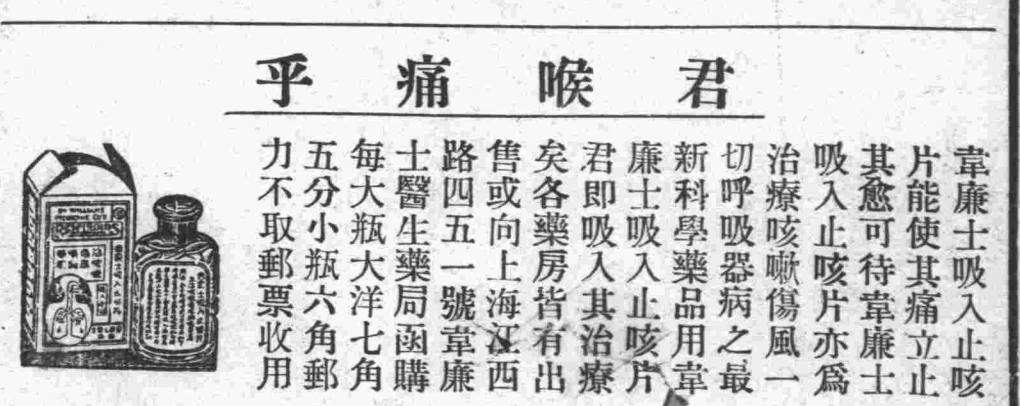 君喉痛乎
韋廉士吸入止咳
片能使其痛立止
其愈可待韋廉士
吸入止咳片亦爲
治療咳嗽傷風一
切呼吸器病之最
新科學藥品用韋
廉士吸入止咳片
君即吸入其治療
矣各藥房皆有出
售或向上海江西
路四五一號韋廉
士醫生藥局函購
每大瓶大洋七角
五分小瓶六角郵
力不取郵票收用
DR WILLIAMS